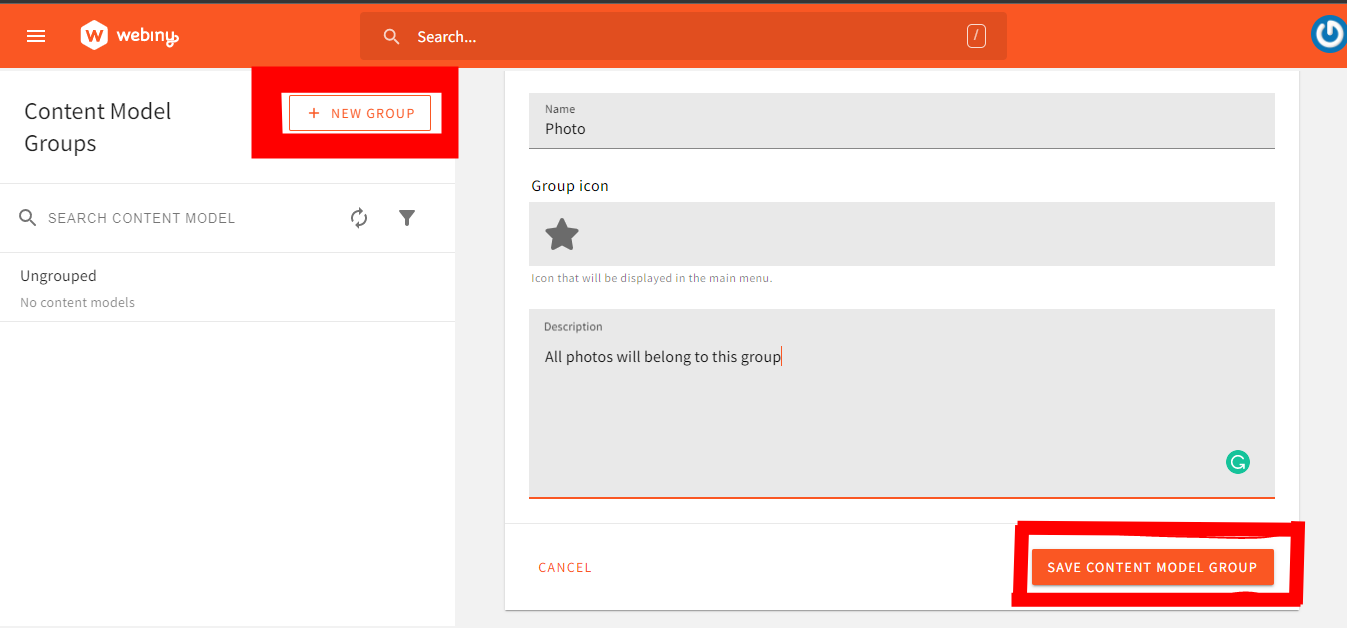 webiny
Search...
/
Content Model
Groups
+ NEW GROUP
SEARCH CONTENT MODEL
Ungrouped
No content models
Name
Photo
Group icon
Icon that will be displayed in the main menu.
Description
All photos will belong to this group
CANCEL
SAVE CONTENT MODEL GROUP